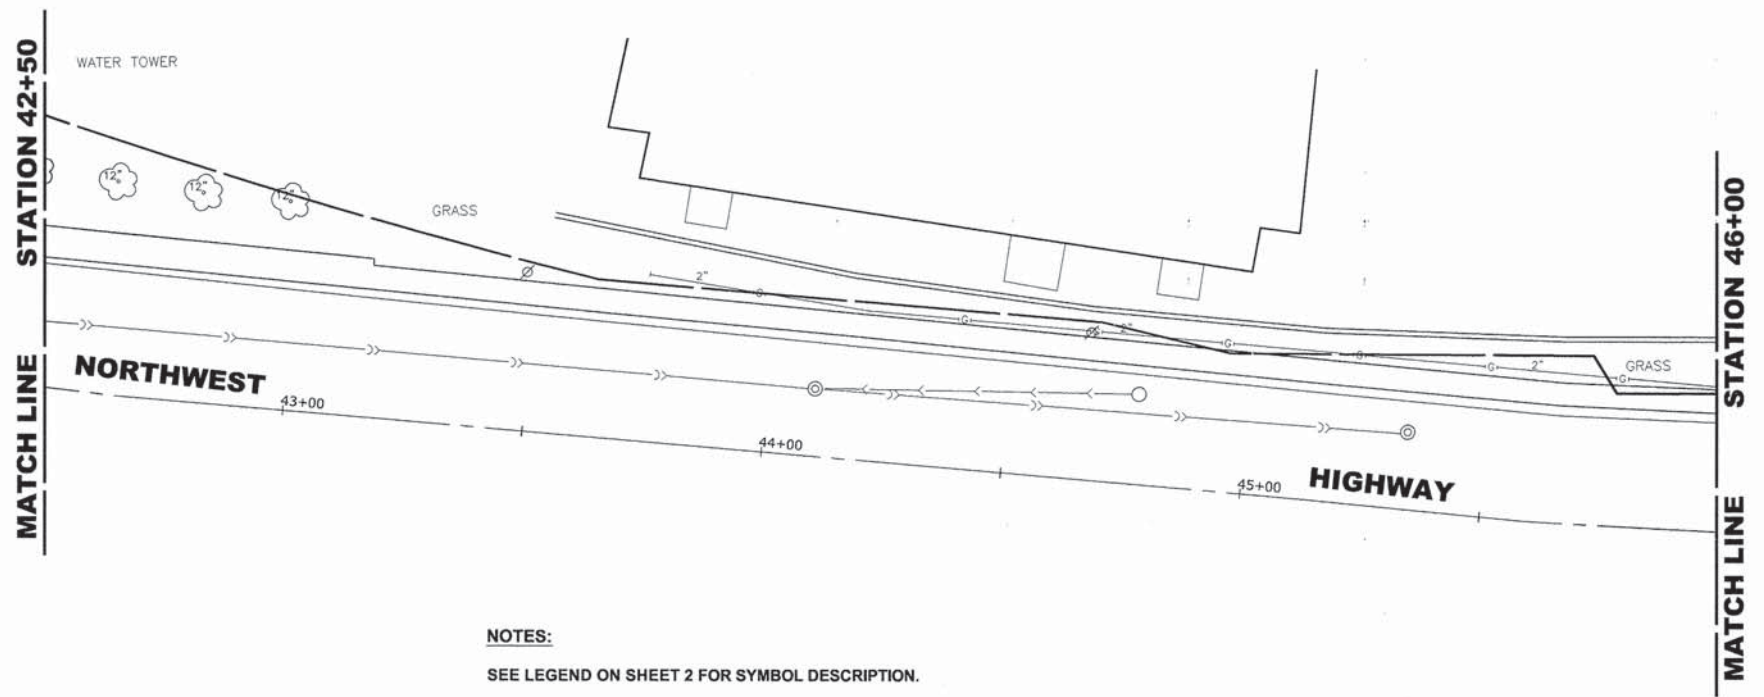 STATION 42+50
MATCH LINE
WATER TOWER
12"
12"
12"
GRASS
2"
G
G
2"
G
G
G
2"
G
GRASS
NORTHWEST
HIGHWAY
43+00
44+00
45+00
STATION 46+00
MATCH LINE
NOTES:
SEE LEGEND ON SHEET 2 FOR SYMBOL DESCRIPTION.